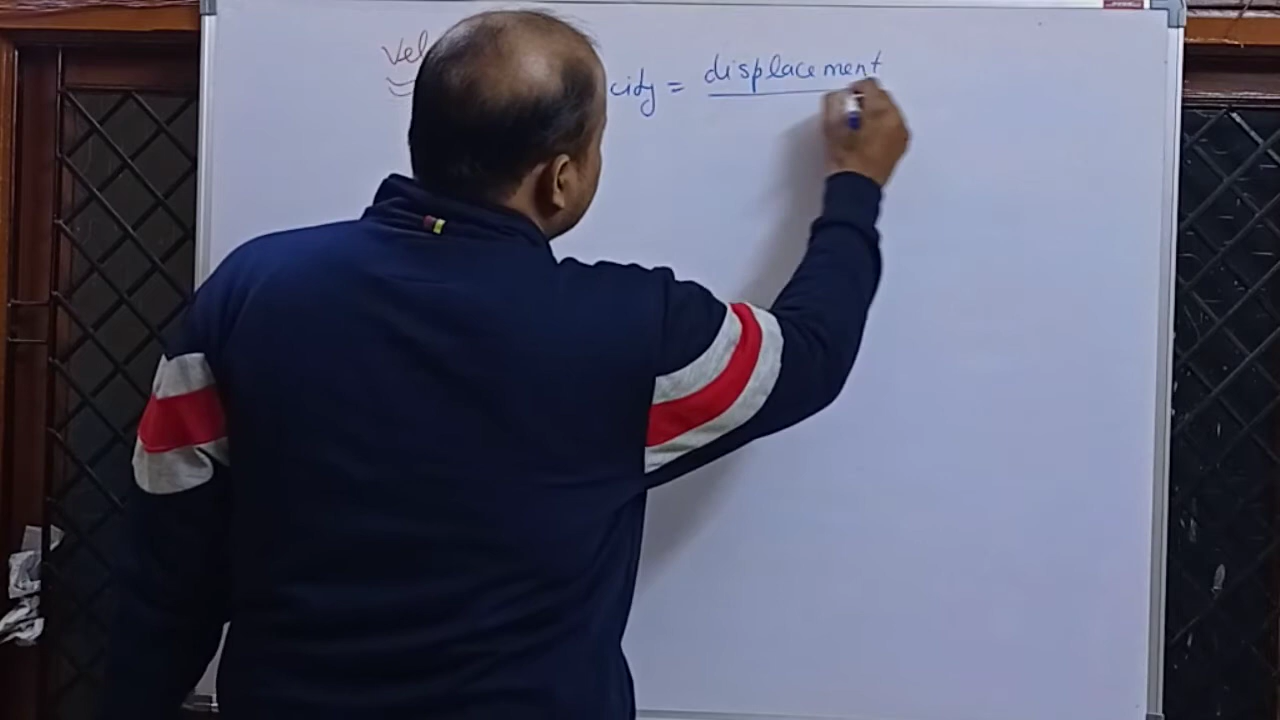 Vel city = displacement